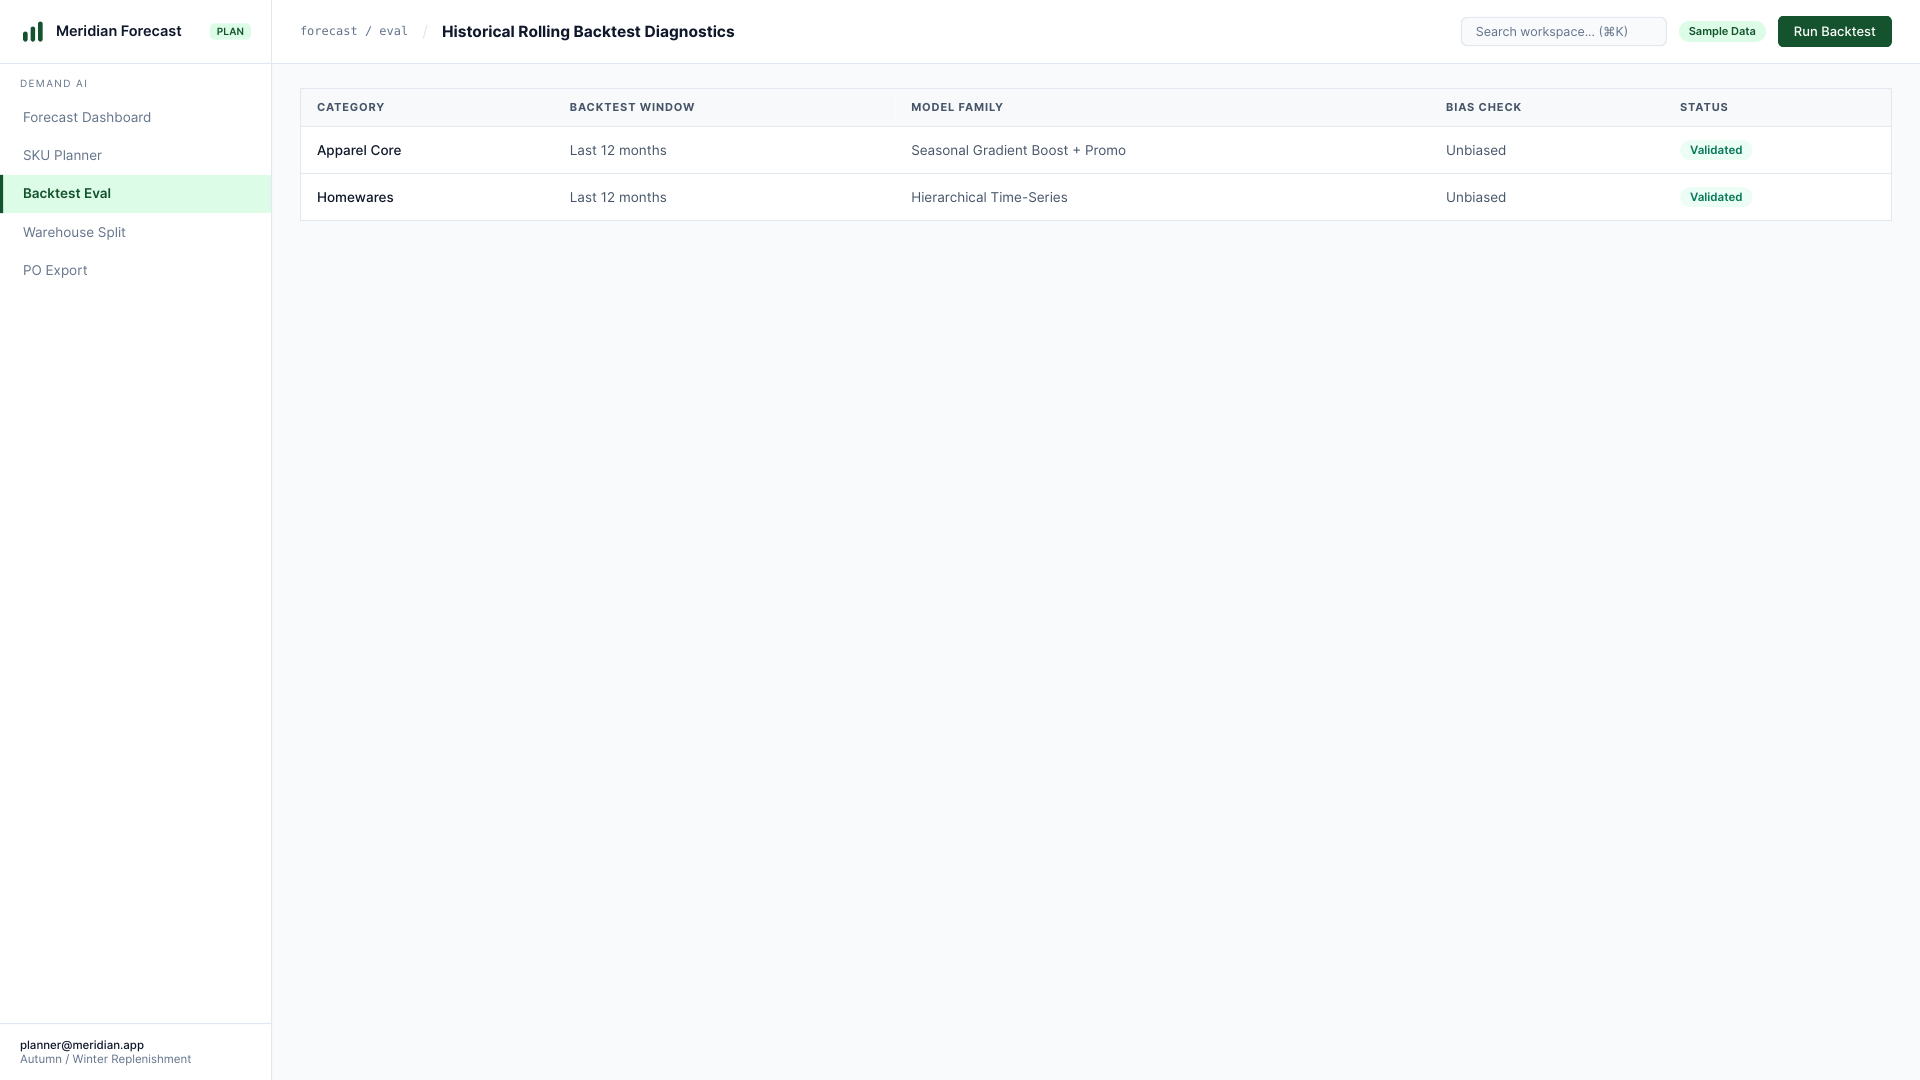 Meridian Forecast PLAN
DEMAND AI
Forecast Dashboard
SKU Planner
Backtest Eval
Warehouse Split
PO Export
planner@meridian.app
Autumn / Winter Replenishment
forecast / eval / Historical Rolling Backtest Diagnostics
Search workspace... (⌘K) Sample Data Run Backtest
CATEGORY BACKTEST WINDOW MODEL FAMILY BIAS CHECK STATUS
Apparel Core Last 12 months Seasonal Gradient Boost + Promo Unbiased Validated
Homewares Last 12 months Hierarchical Time-Series Unbiased Validated